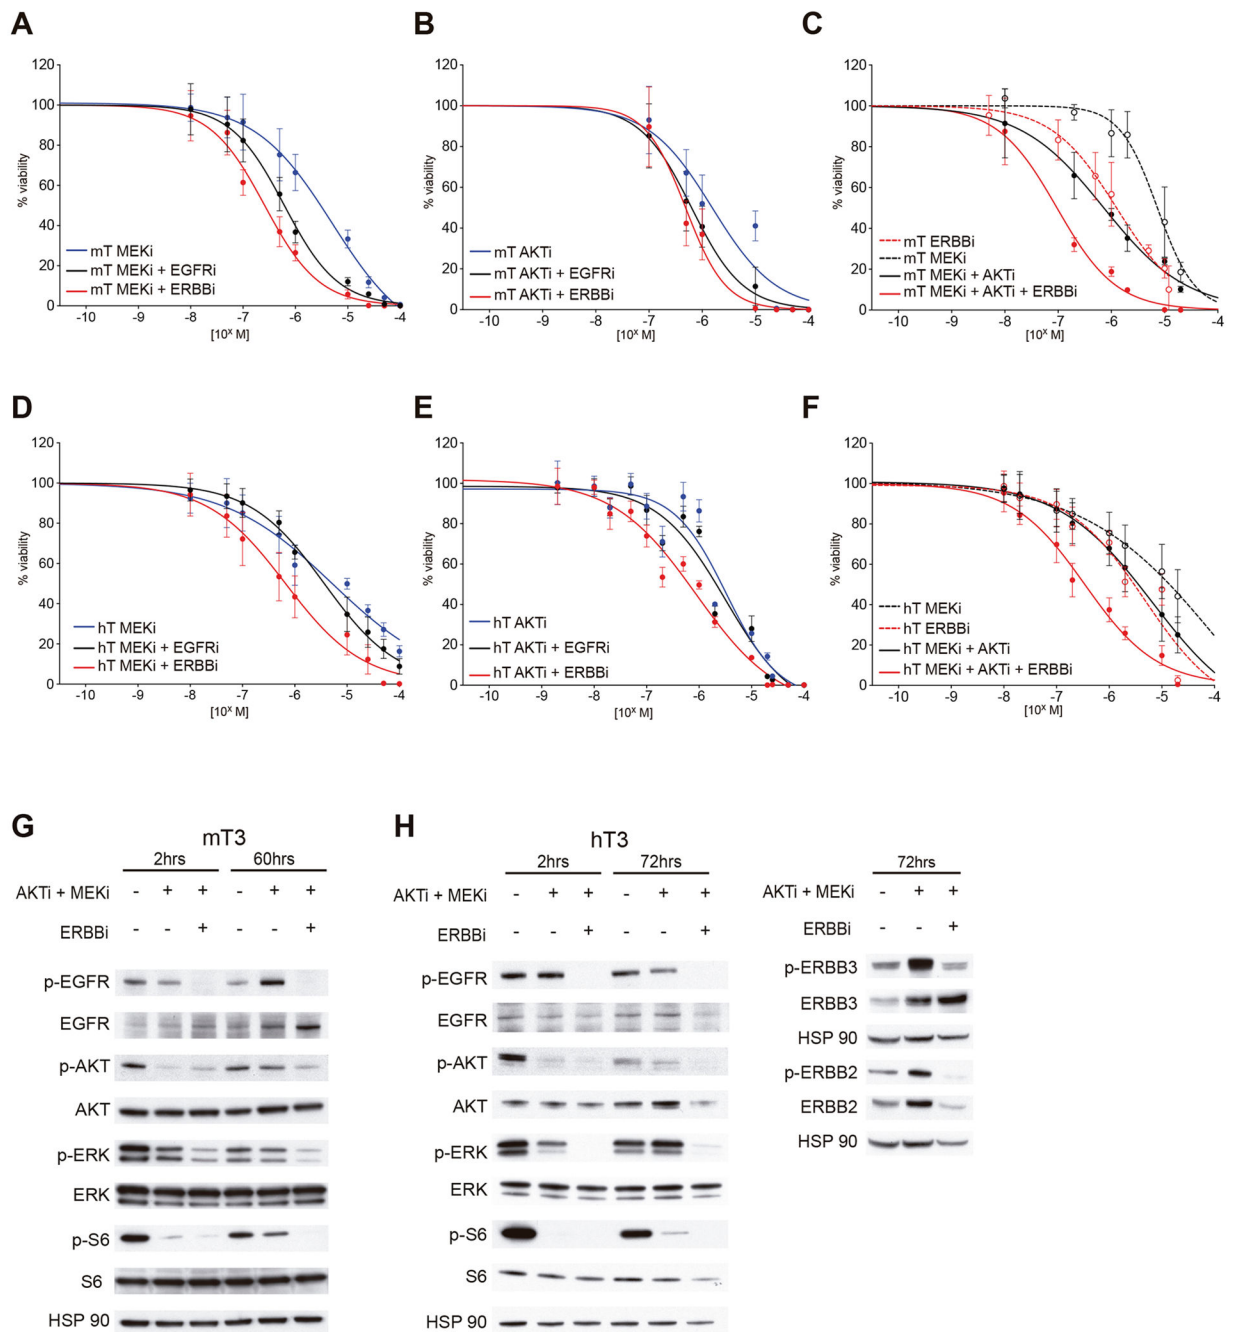 A
B
C
120
100
80
60
40
20
0
% viability
mT MEKi
mT MEKi + EGFRi
mT MEKi + ERBBi
-10 -9 -8 -7 -6 -5 -4
[10ˣ M]
120
100
80
60
40
20
0
% viability
mT AKTi
mT AKTi + EGFRi
mT AKTi + ERBBi
-10 -9 -8 -7 -6 -5 -4
[10ˣ M]
120
100
80
60
40
20
0
% viability
mT ERBBi
mT MEKi
mT MEKi + AKTi
mT MEKi + AKTi + ERBBi
-10 -9 -8 -7 -6 -5 -4
[10ˣ M]
D
E
F
120
100
80
60
40
20
0
% viability
hT MEKi
hT MEKi + EGFRi
hT MEKi + ERBBi
-10 -9 -8 -7 -6 -5 -4
[10ˣ M]
120
100
80
60
40
20
0
% viability
hT AKTi
hT AKTi + EGFRi
hT AKTi + ERBBi
-10 -9 -8 -7 -6 -5 -4
[10ˣ M]
120
100
80
60
40
20
0
% viability
hT MEKi
hT ERBBi
hT MEKi + AKTi
hT MEKi + AKTi + ERBBi
-10 -9 -8 -7 -6 -5 -4
[10ˣ M]
G
mT3
2hrs 60hrs
AKTi + MEKi - + + - + +
ERBBi - - + - - +
p-EGFR
EGFR
p-AKT
AKT
p-ERK
ERK
p-S6
S6
HSP 90
H
hT3
2hrs 72hrs
AKTi + MEKi - + + - + +
ERBBi - - + - - +
p-EGFR
EGFR
p-AKT
AKT
p-ERK
ERK
p-S6
S6
HSP 90
72hrs
AKTi + MEKi - + +
ERBBi - - +
p-ERBB3
ERBB3
HSP 90
p-ERBB2
ERBB2
HSP 90